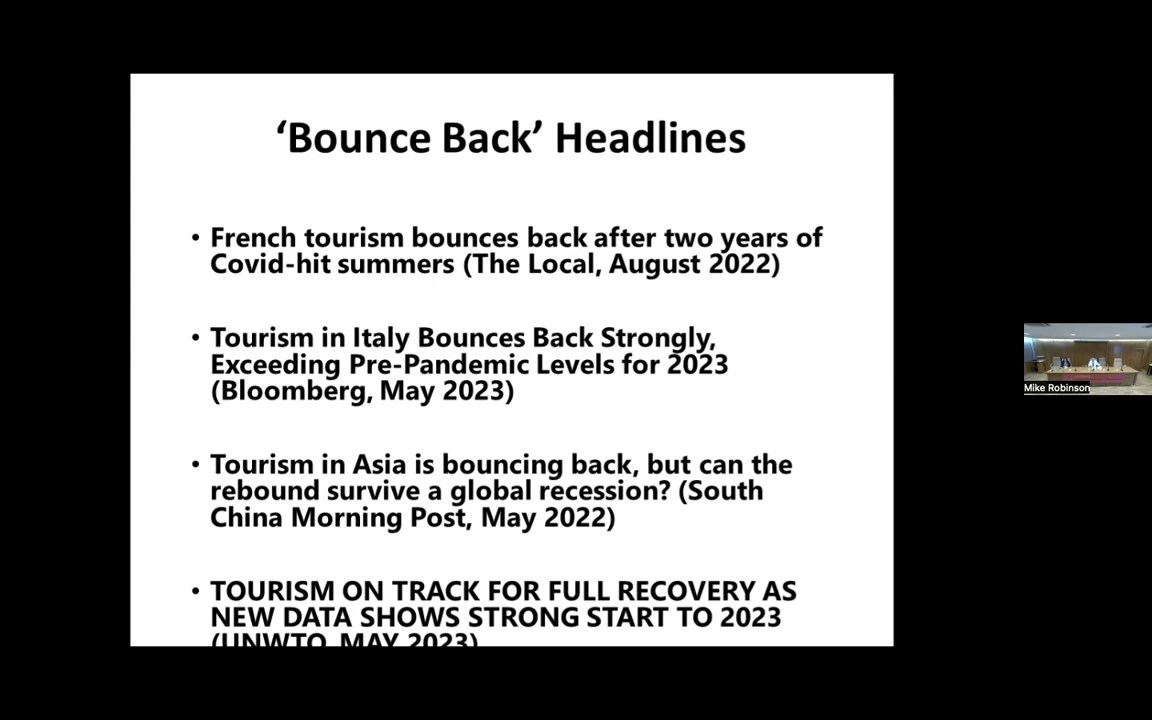 ‘Bounce Back’ Headlines
• French tourism bounces back after two years of
Covid-hit summers (The Local, August 2022)
• Tourism in Italy Bounces Back Strongly,
Exceeding Pre-Pandemic Levels for 2023
(Bloomberg, May 2023)
• Tourism in Asia is bouncing back, but can the
rebound survive a global recession? (South
China Morning Post, May 2022)
• TOURISM ON TRACK FOR FULL RECOVERY AS
NEW DATA SHOWS STRONG START TO 2023
(UNWTO, MAY 2023)
Mike Robinson